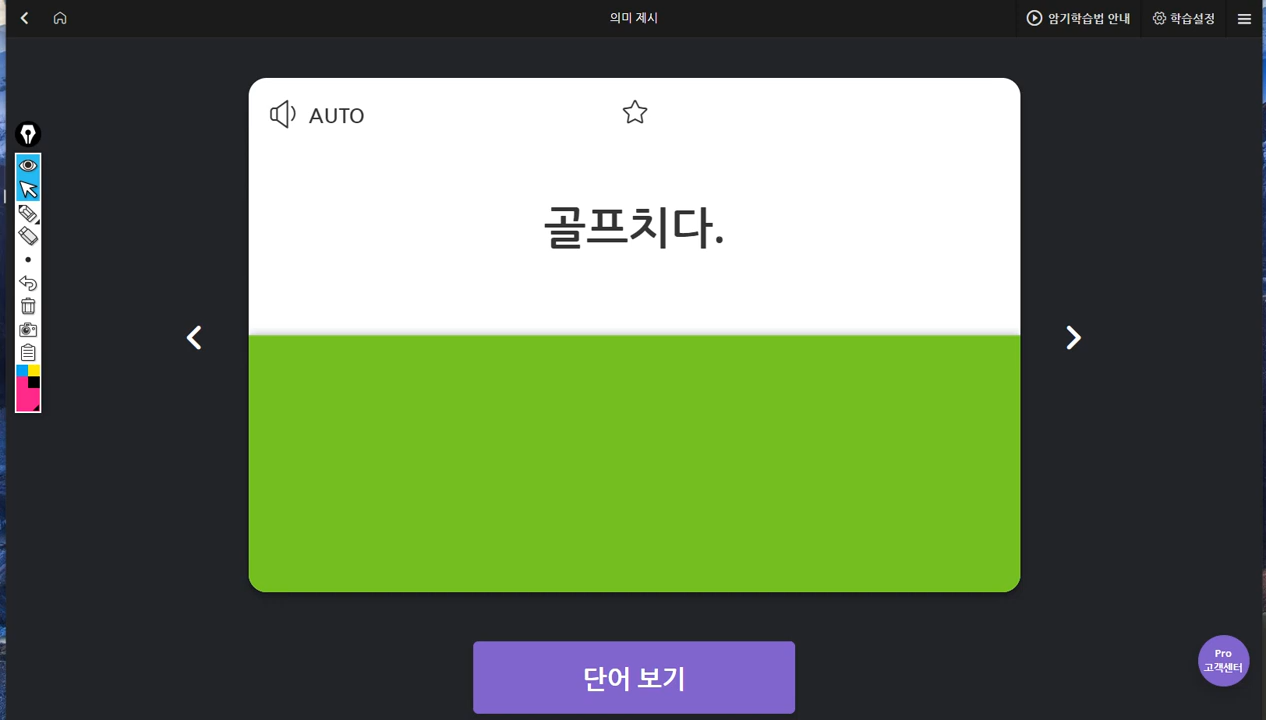 의미 제시
암기학습법 안내
학습설정
AUTO
골프치다.
단어 보기
Pro
고객센터